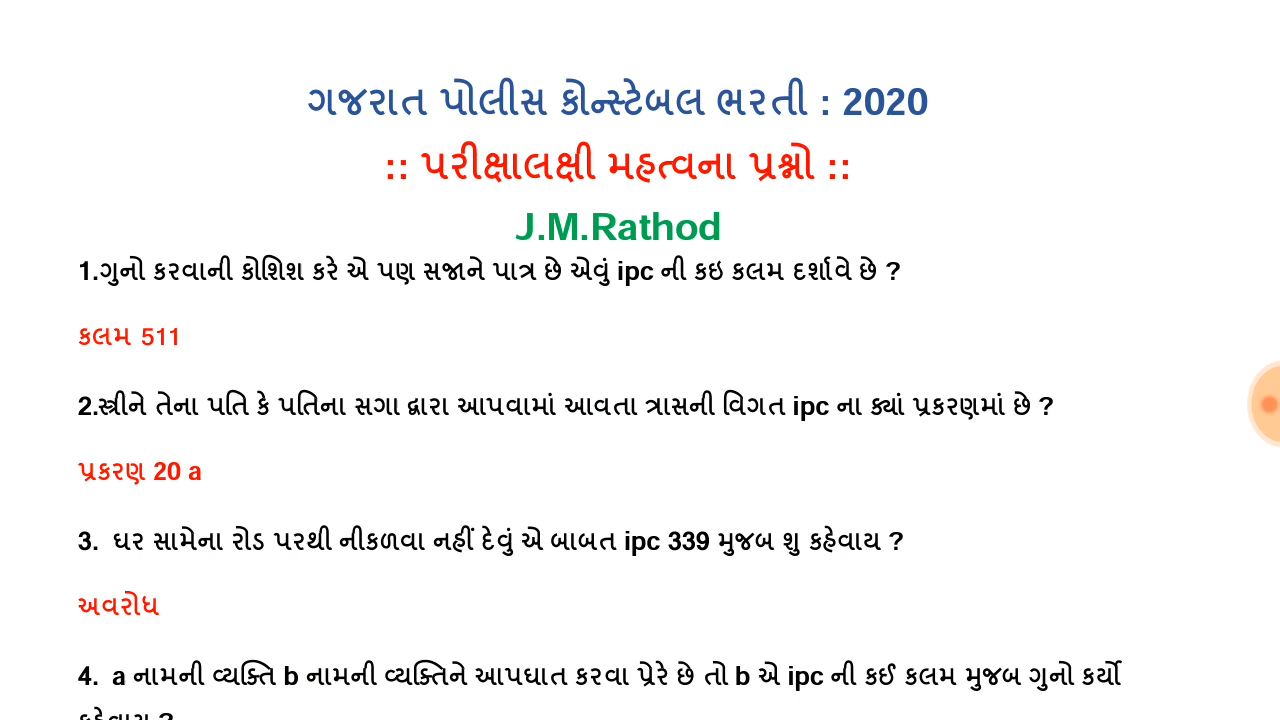 ગજરાત પોલીસ કોન્સ્ટેબલ ભરતી : 2020
:: પરીક્ષાલક્ષી મહત્વના પ્રશ્નો ::
J.M.Rathod
1.ગુનો કરવાની કોશિશ કરે એ પણ સજાને પાત્ર છે એવું ipc ની કઇ કલમ દર્શાવે છે ?
કલમ 511
2.સ્ત્રીને તેના પતિ કે પતિના સગા દ્વારા આપવામાં આવતા ત્રાસની વિગત ipc ના ક્યાં પ્રકરણમાં છે ?
પ્રકરણ 20 a
3. ઘર સામેના રોડ પરથી નીકળવા નહીં દેવું એ બાબત ipc 339 મુજબ શુ કહેવાય ?
અવરોધ
4. a નામની વ્યક્તિ b નામની વ્યક્તિને આપઘાત કરવા પ્રેરે છે તો b એ ipc ની કઈ કલમ મુજબ ગુનો કર્યો